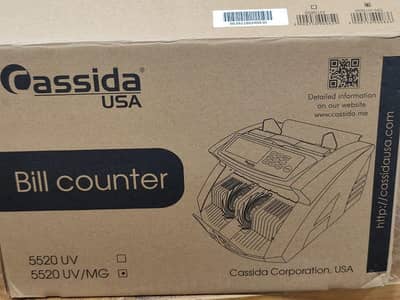 Cassida®
USA
Detailed information
on our website
www.cassida.me
Bill counter
http://cassidausa.com
5520 UV
5520 UV/MG
Cassida Corporation, USA